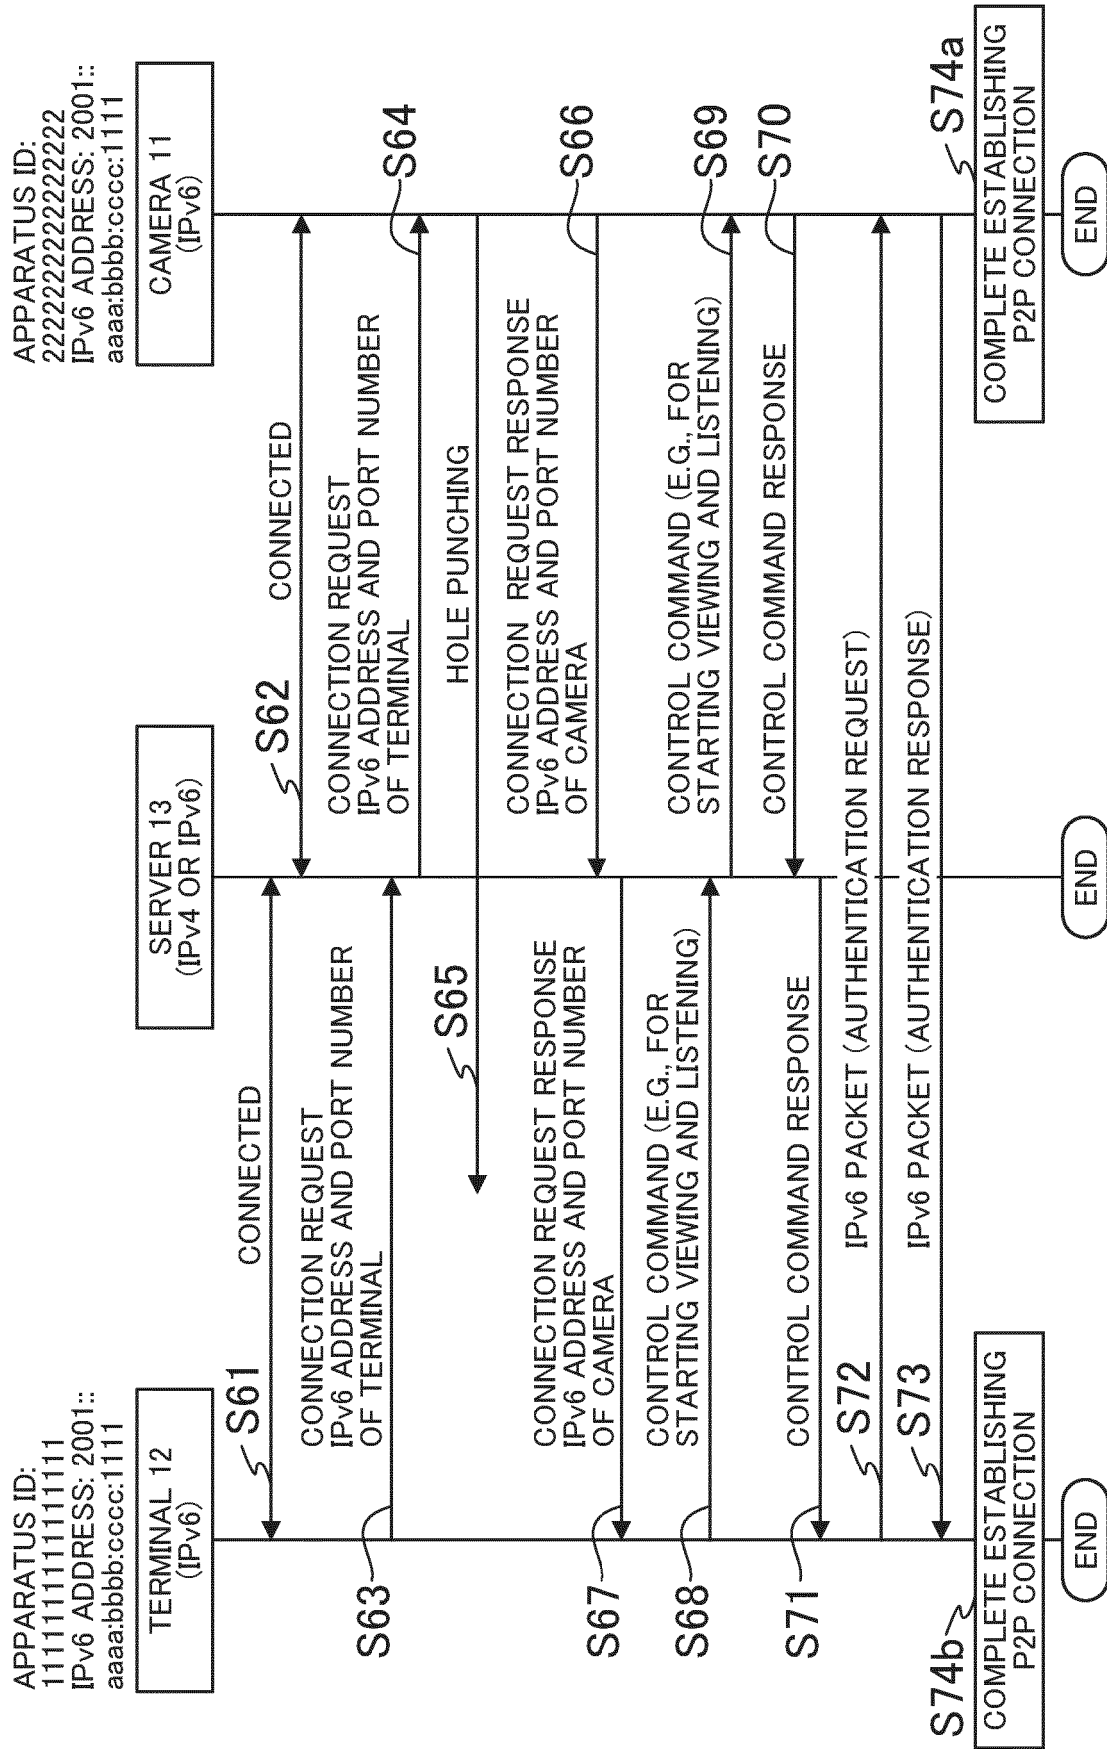 APPARATUS ID:
1111111111111111
IPv6 ADDRESS: 2001::
aaaa:bbbb:cccc:1111
TERMINAL 12
(IPv6)
SERVER 13
(IPv4 OR IPv6)
APPARATUS ID:
2222222222222222
IPv6 ADDRESS: 2001::
aaaa:bbbb:cccc:1111
CAMERA 11
(IPv6)
S61
CONNECTED
S62
CONNECTED
S63
CONNECTION REQUEST
IPv6 ADDRESS AND PORT NUMBER
OF TERMINAL
CONNECTION REQUEST
IPv6 ADDRESS AND PORT NUMBER
OF TERMINAL
S64
S65
HOLE PUNCHING
CONNECTION REQUEST RESPONSE
IPv6 ADDRESS AND PORT NUMBER
OF CAMERA
S66
S67
CONNECTION REQUEST RESPONSE
IPv6 ADDRESS AND PORT NUMBER
OF CAMERA
S68
CONTROL COMMAND (E.G., FOR
STARTING VIEWING AND LISTENING)
CONTROL COMMAND (E.G., FOR
STARTING VIEWING AND LISTENING)
S69
CONTROL COMMAND RESPONSE
S70
S71
CONTROL COMMAND RESPONSE
S72
IPv6 PACKET (AUTHENTICATION REQUEST)
S73
IPv6 PACKET (AUTHENTICATION RESPONSE)
S74b
COMPLETE ESTABLISHING
P2P CONNECTION
S74a
COMPLETE ESTABLISHING
P2P CONNECTION
END
END
END